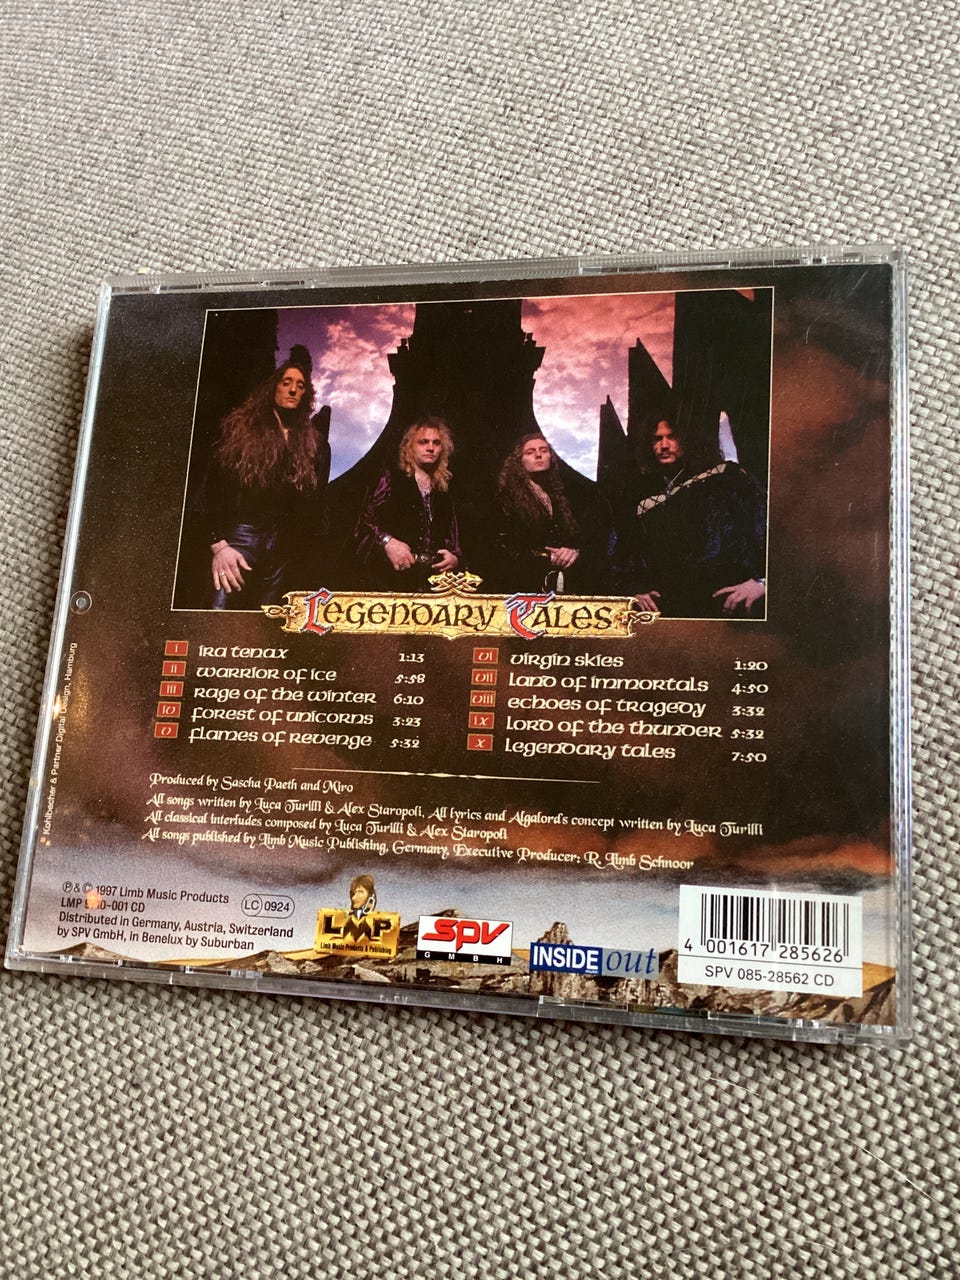 Legendary Tales
i ira tenax 1:13
ii warrior of ice 5:58
iii rage of the winter 6:10
iv forest of unicorns 3:23
v flames of revenge 5:32
vi virgin skies 1:20
vii land of immortals 4:50
viii echoes of tragedy 3:32
ix lord of the thunder 5:32
x legendary tales 7:50
Produced by Sascha Paeth and Miro
All songs written by Luca Turilli & Alex Staropoli, All lyrics and Algalord's concept written by Luca Turilli
All classical interludes composed by Luca Turilli & Alex Staropoli
All songs published by Limb Music Publishing, Germany, Executive Producer: R. Limb Schnoor
Kohlbecher & Partner Digital Design, Hamburg
℗ & © 1997 Limb Music Products
LMP 9 10-001 CD
Distributed in Germany, Austria, Switzerland
by SPV GmbH, in Benelux by Suburban
LC 0924
LMP
Limb Music Products & Publishing
SPV
GMBH
INSIDE out
4 001617 285626
SPV 085-28562 CD